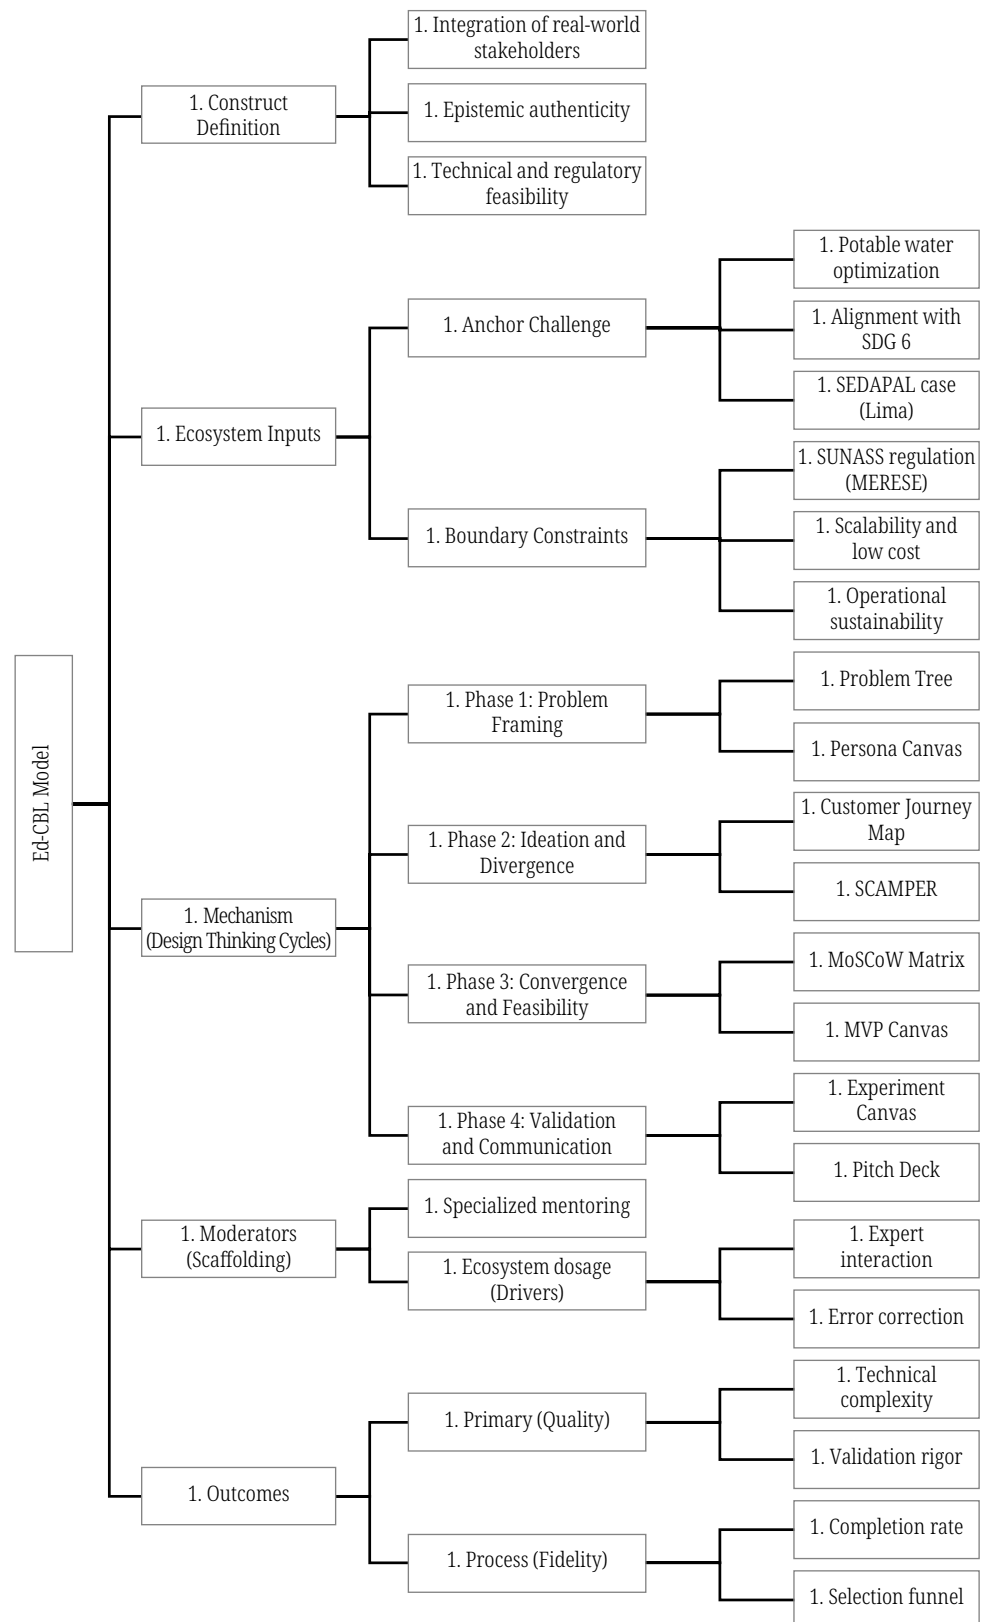 Ed-CBL Model
1. Construct
Definition
1. Integration of real-world
stakeholders
1. Epistemic authenticity
1. Technical and regulatory
feasibility
1. Ecosystem Inputs
1. Anchor Challenge
1. Potable water
optimization
1. Alignment with
SDG 6
1. SEDAPAL case
(Lima)
1. Boundary Constraints
1. SUNASS regulation
(MERESE)
1. Scalability and
low cost
1. Operational
sustainability
1. Mechanism
(Design Thinking Cycles)
1. Phase 1: Problem
Framing
1. Problem Tree
1. Persona Canvas
1. Phase 2: Ideation and
Divergence
1. Customer Journey
Map
1. SCAMPER
1. Phase 3: Convergence
and Feasibility
1. MoSCoW Matrix
1. MVP Canvas
1. Phase 4: Validation
and Communication
1. Experiment
Canvas
1. Pitch Deck
1. Moderators
(Scaffolding)
1. Specialized mentoring
1. Ecosystem dosage
(Drivers)
1. Expert
interaction
1. Error correction
1. Outcomes
1. Primary (Quality)
1. Technical
complexity
1. Validation rigor
1. Process (Fidelity)
1. Completion rate
1. Selection funnel